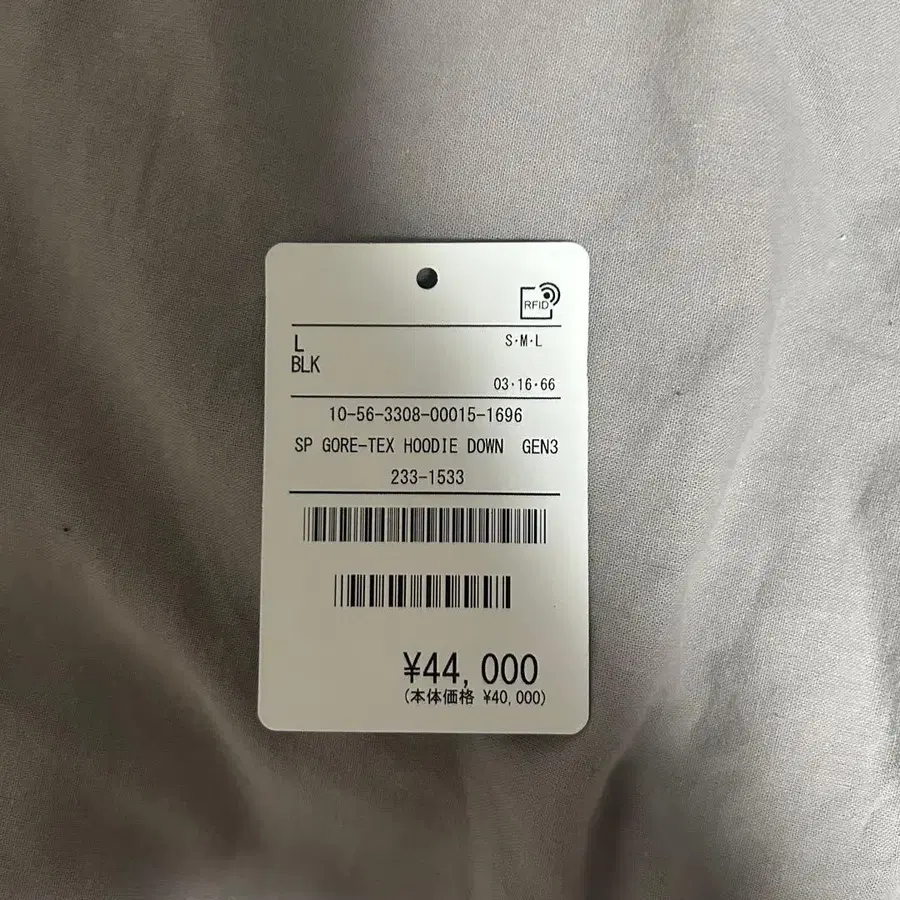 RFID
L
S・M・L
BLK
03・16・66
10-56-3308-00015-1696
SP GORE-TEX HOODIE DOWN GEN3
233-1533
¥44,000
(本体価格 ¥40,000)